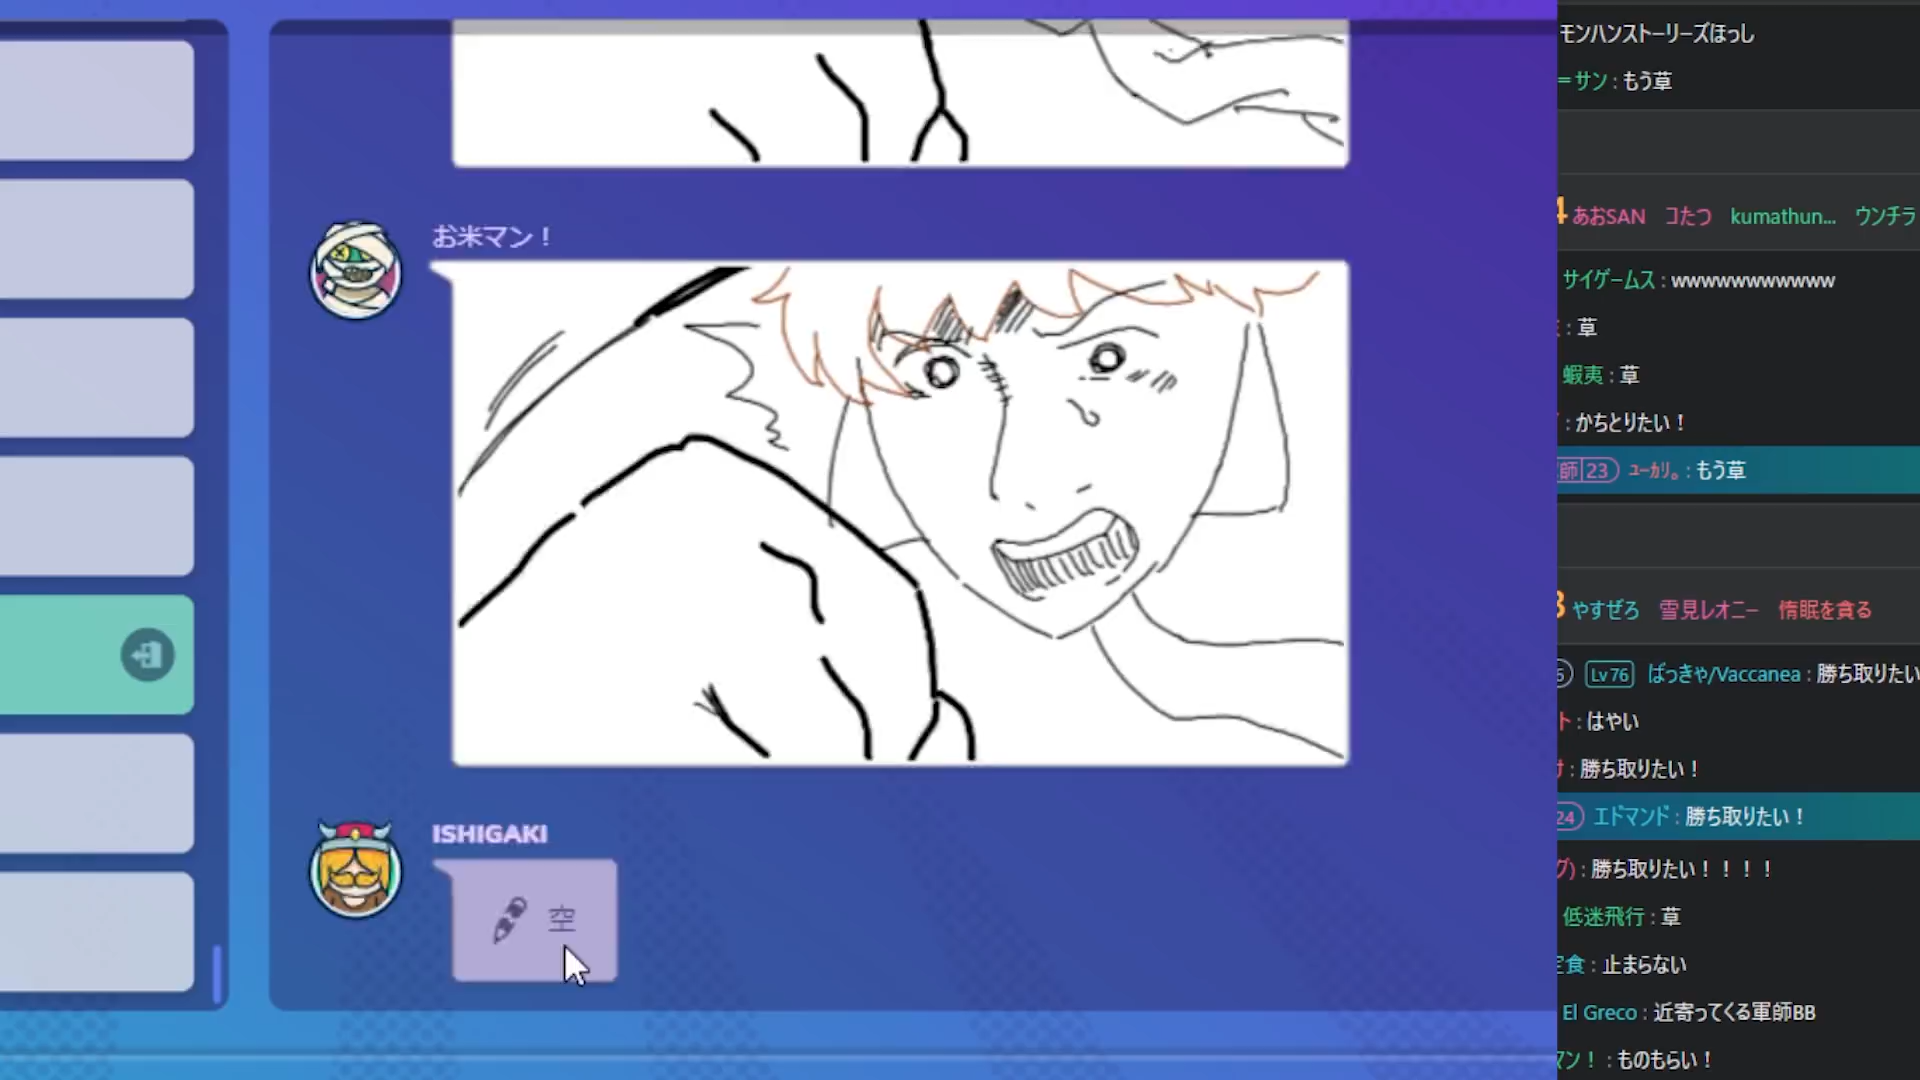 お米マン！
ISHIGAKI
空
モンハンストーリーズほっし
＝サン : もう草
あおSAN コたつ kumathun... ウンチラ
サイゲームス : wwwwwwwwwww
: 草
蝦夷 : 草
: かちとりたい！
師 23 ユーカリ。 : もう草
やすぜろ 雪見レオニー 惰眠を貪る
Lv76 ばっきゃ/Vaccanea : 勝ち取りたい
ト : はやい
: 勝ち取りたい！
24 エドマンド : 勝ち取りたい！
グ) : 勝ち取りたい！！！！
低迷飛行 : 草
定食 : 止まらない
El Greco : 近寄ってくる軍師BB
マン！ : ものもらい！